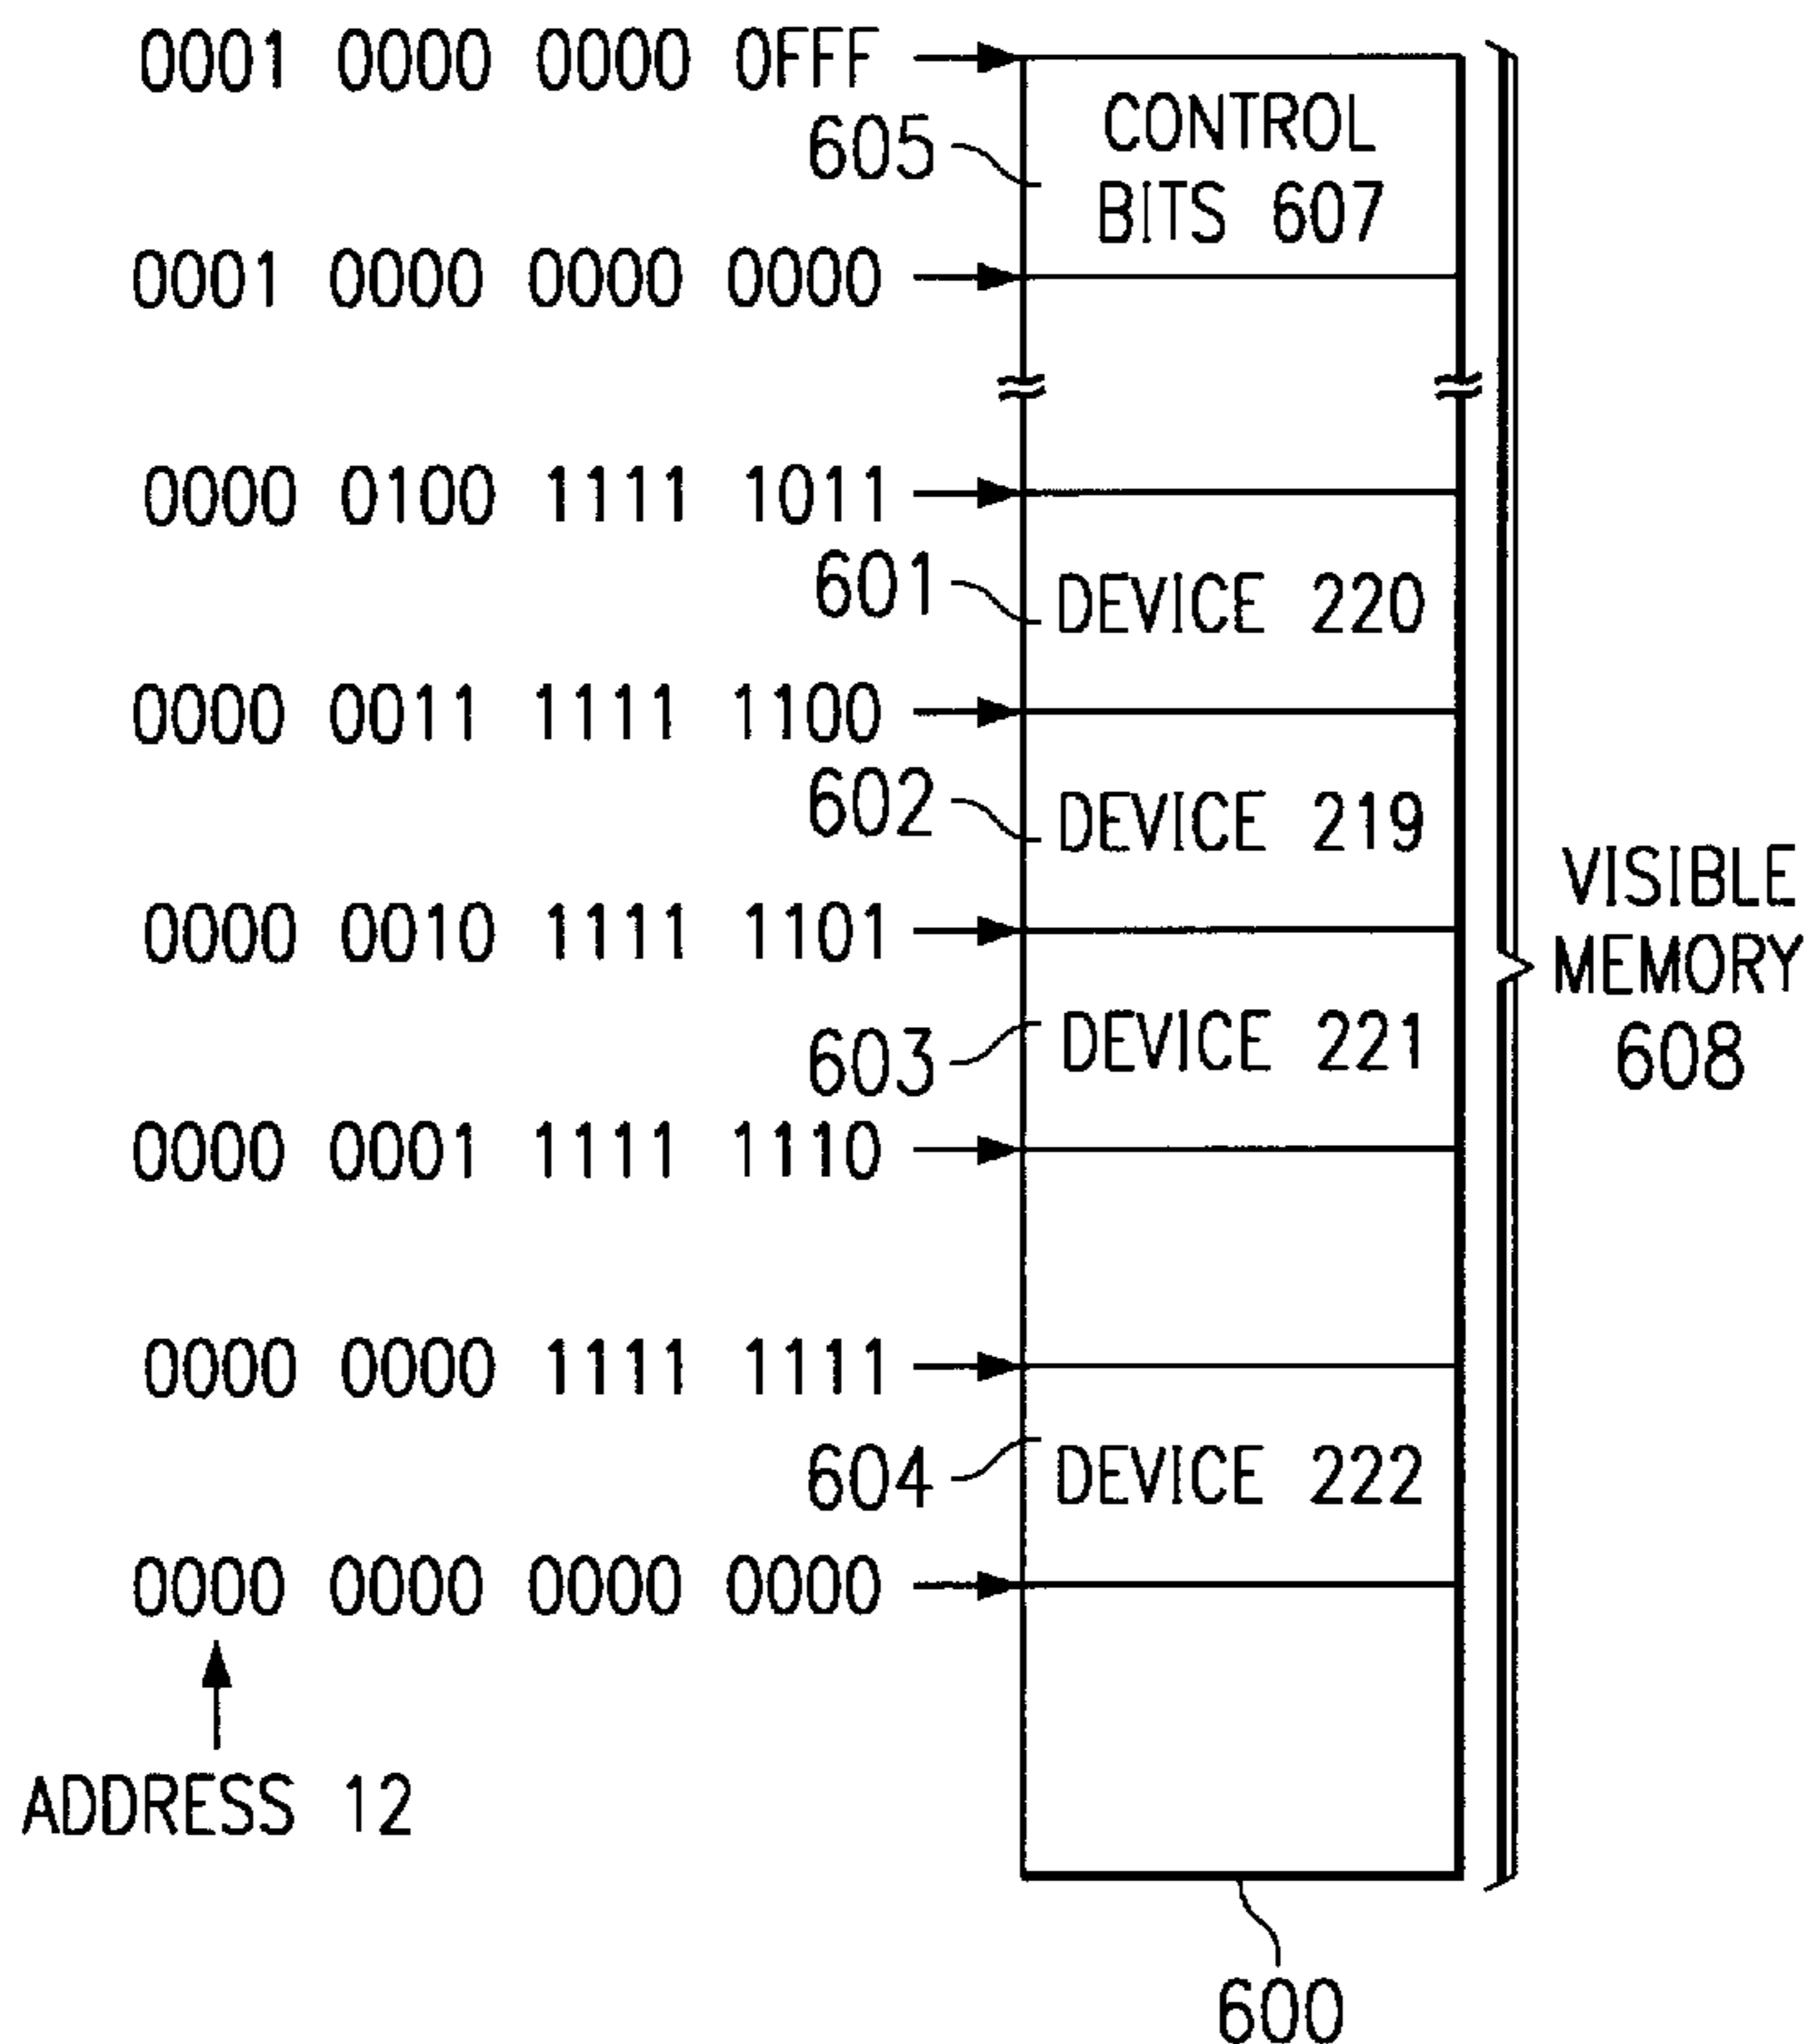 0001 0000 0000 0FFF
CONTROL
605
BITS 607
0001 0000 0000 0000
0000 0100 1111 1011
601
DEVICE 220
0000 0011 1111 1100
602
DEVICE 219
VISIBLE
0000 0010 1111 1101
MEMORY
603
DEVICE 221
608
0000 0001 1111 1110
0000 0000 1111 1111
604
DEVICE 222
0000 0000 0000 0000
ADDRESS 12
600